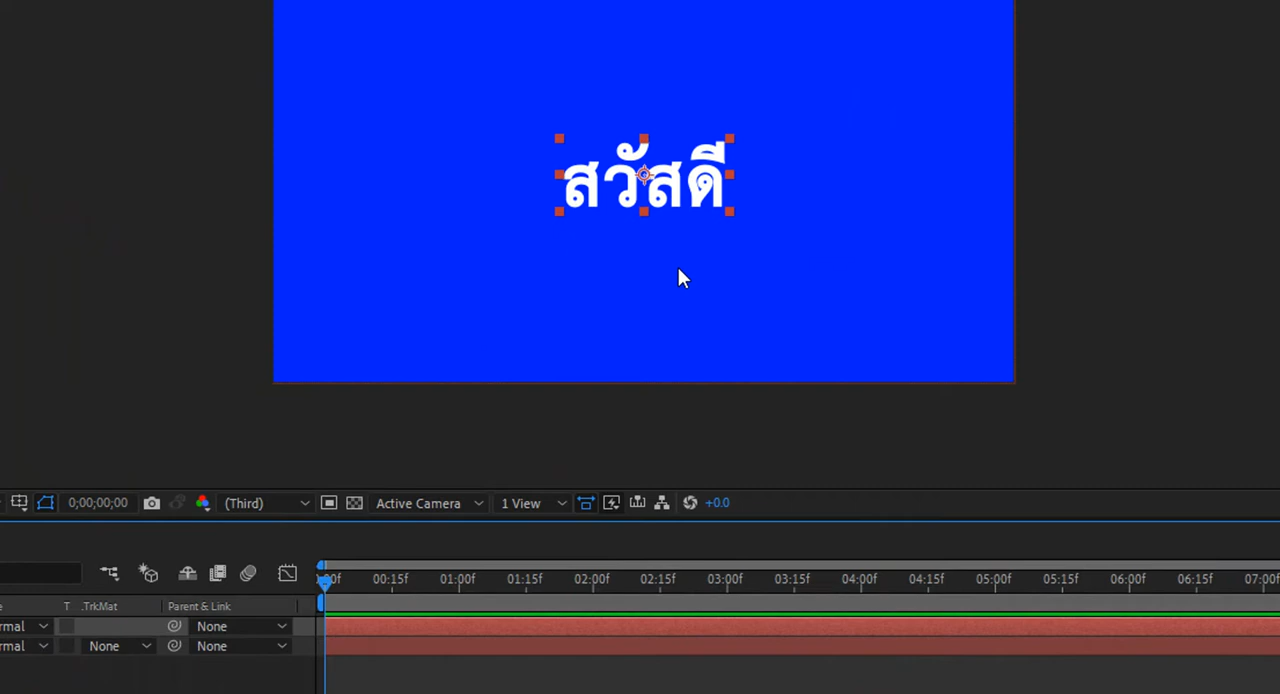 สวัสดี
0;00;00;00 (Third) Active Camera 1 View +0.0
:00f 00:15f 01:00f 01:15f 02:00f 02:15f 03:00f 03:15f 04:00f 04:15f 05:00f 05:15f 06:00f 06:15f 07:00f
T .TrkMat Parent & Link
rmal None
rmal None None